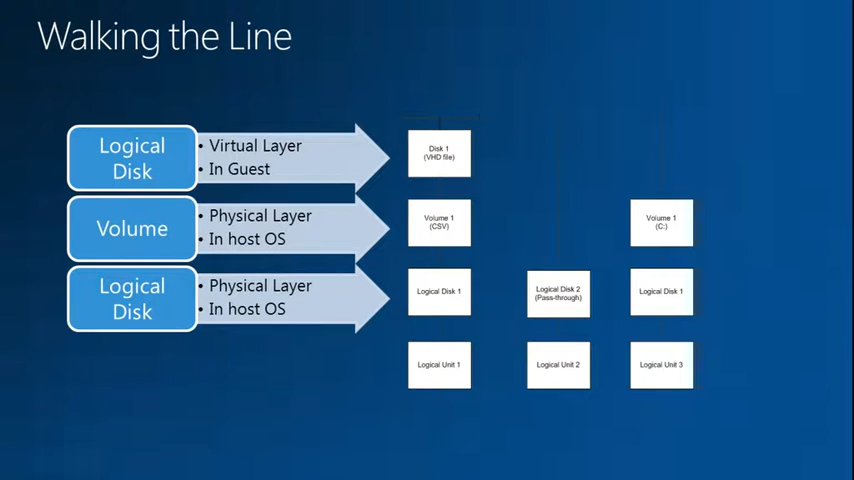 Walking the Line
Logical
Disk
• Virtual Layer
• In Guest
Disk 1
(VHD file)
Volume
• Physical Layer
• In host OS
Volume 1
(CSV)
Volume 1
(C:)
Logical
Disk
• Physical Layer
• In host OS
Logical Disk 1
Logical Disk 2
(Pass-through)
Logical Disk 1
Logical Unit 1
Logical Unit 2
Logical Unit 3